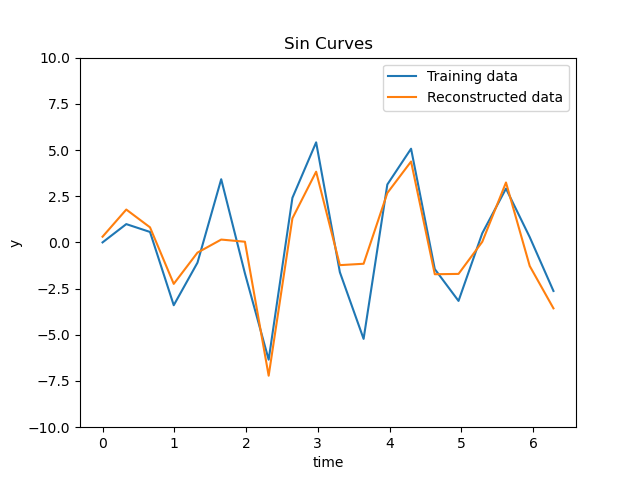 Sin Curves
Training data
Reconstructed data
10.0
7.5
5.0
2.5
0.0
−2.5
−5.0
−7.5
−10.0
y
0 1 2 3 4 5 6
time